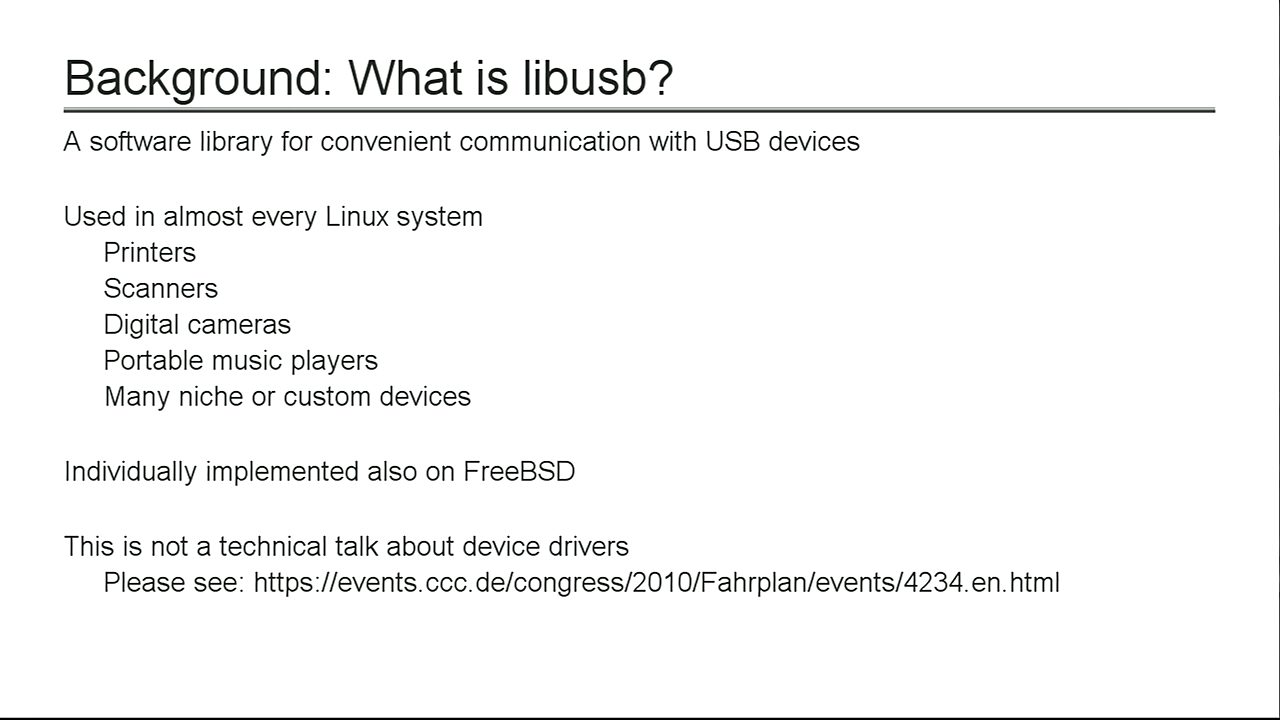 Background: What is libusb?
A software library for convenient communication with USB devices
Used in almost every Linux system
Printers
Scanners
Digital cameras
Portable music players
Many niche or custom devices
Individually implemented also on FreeBSD
This is not a technical talk about device drivers
Please see: https://events.ccc.de/congress/2010/Fahrplan/events/4234.en.html